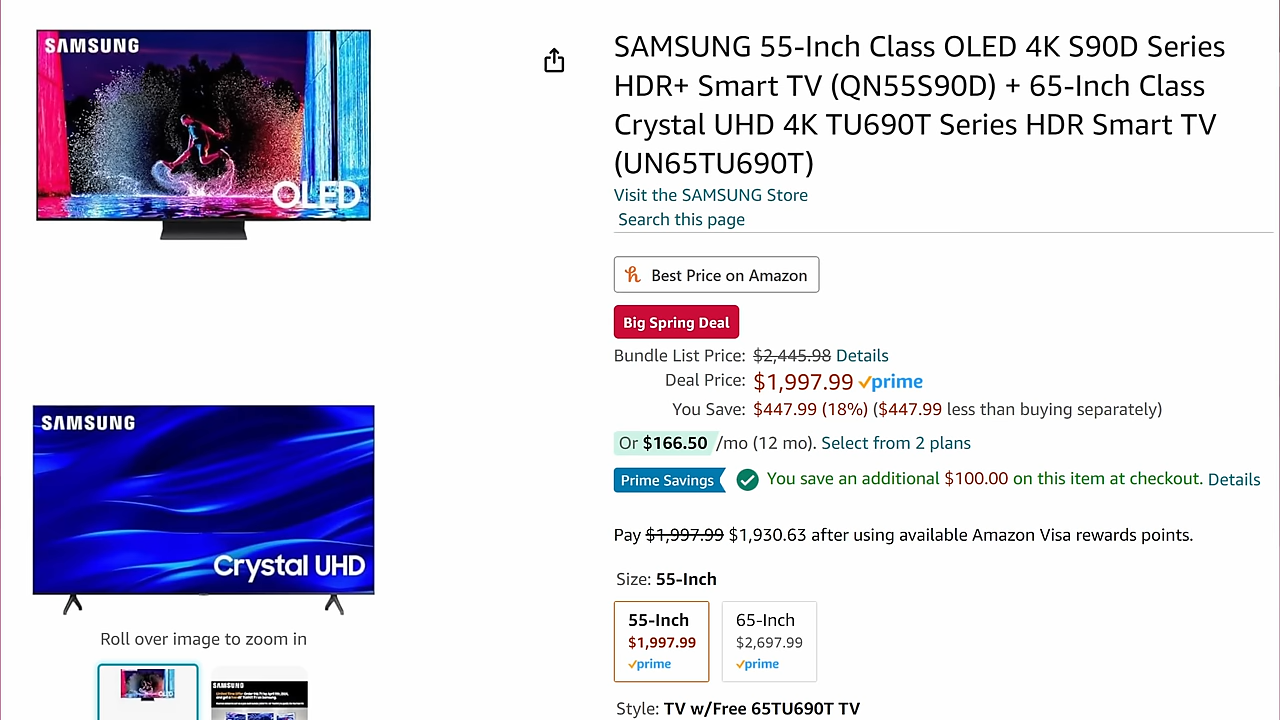 SAMSUNG
OLED
SAMSUNG
Crystal UHD
Roll over image to zoom in
SAMSUNG
SAMSUNG 55-Inch Class OLED 4K S90D Series
HDR+ Smart TV (QN55S90D) + 65-Inch Class
Crystal UHD 4K TU690T Series HDR Smart TV
(UN65TU690T)
Visit the SAMSUNG Store
Search this page
Best Price on Amazon
Big Spring Deal
Bundle List Price: $2,445.98 Details
Deal Price: $1,997.99 prime
You Save: $447.99 (18%) ($447.99 less than buying separately)
Or $166.50 /mo (12 mo). Select from 2 plans
Prime Savings You save an additional $100.00 on this item at checkout. Details
Pay $1,997.99 $1,930.63 after using available Amazon Visa rewards points.
Size: 55-Inch
55-Inch 65-Inch
$1,997.99 $2,697.99
prime prime
Style: TV w/Free 65TU690T TV